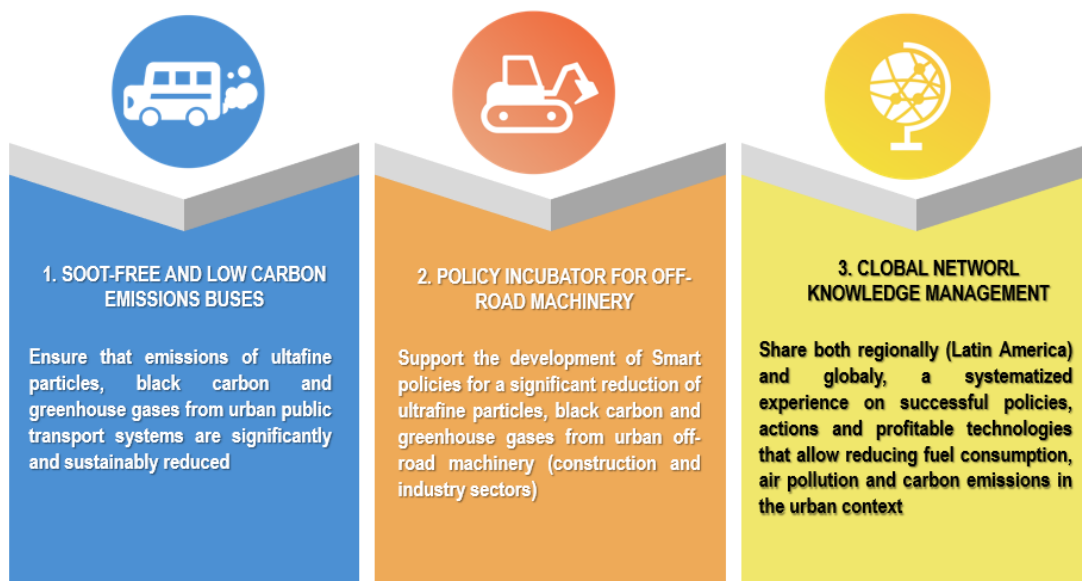 1. SOOT-FREE AND LOW CARBON
EMISSIONS BUSES
Ensure that emissions of ultafine
particles, black carbon and
greenhouse gases from urban public
transport systems are significantly
and sustainably reduced
2. POLICY INCUBATOR FOR OFF-
ROAD MACHINERY
Support the development of Smart
policies for a significant reduction of
ultrafine particles, black carbon and
greenhouse gases from urban off-
road machinery (construction and
industry sectors)
3. CLOBAL NETWORL
KNOWLEDGE MANAGEMENT
Share both regionally (Latin America)
and globaly, a systematized
experience on successful policies,
actions and profitable technologies
that allow reducing fuel consumption,
air pollution and carbon emissions in
the urban context